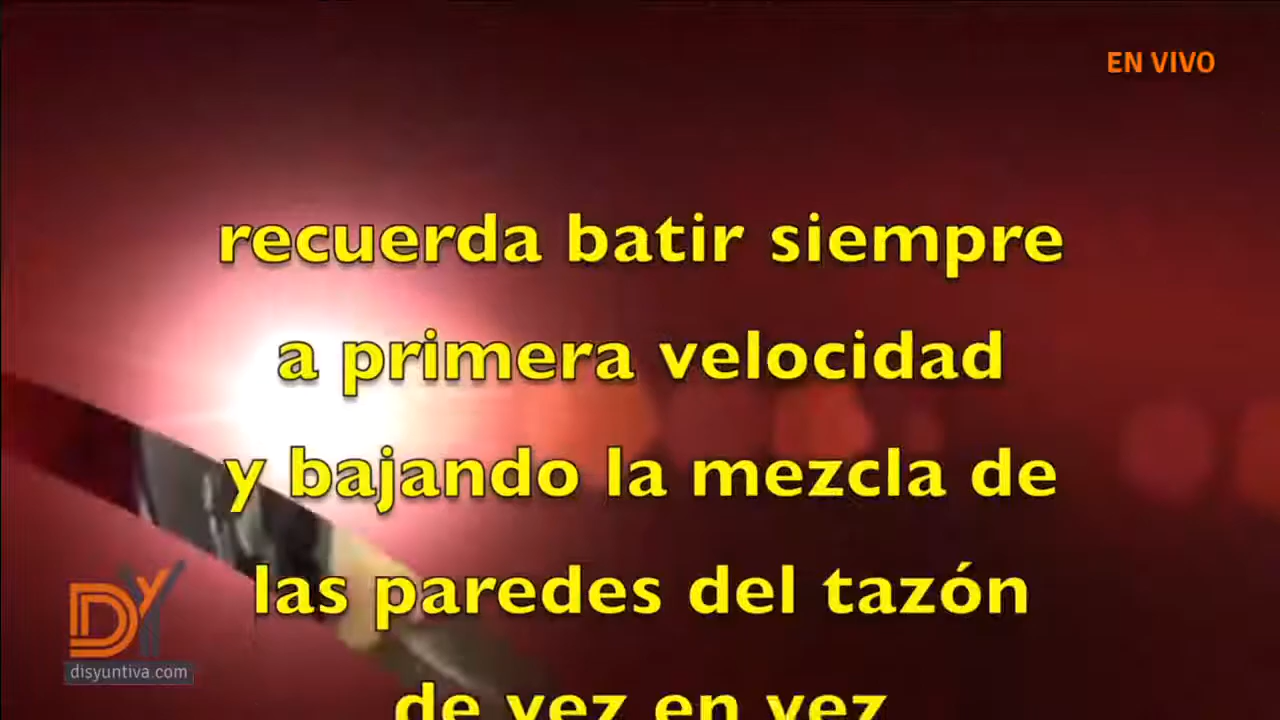 EN VIVO
recuerda batir siempre
a primera velocidad
y bajando la mezcla de
las paredes del tazón
de vez en vez
DY
disyuntiva.com